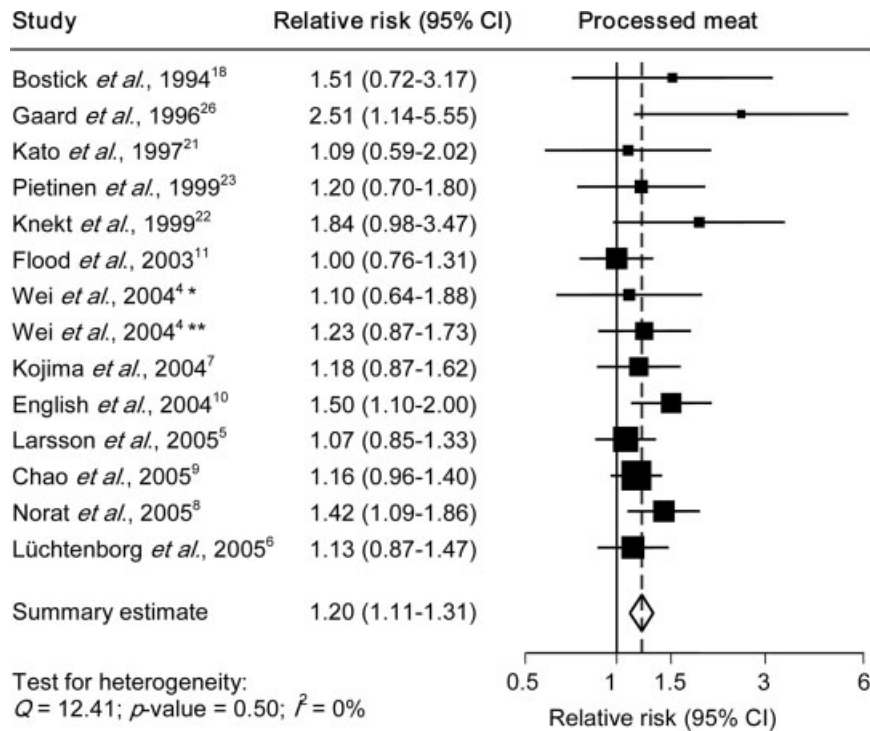 Study Relative risk (95% CI) Processed meat
Bostick et al., 1994¹⁸ 1.51 (0.72-3.17)
Gaard et al., 1996²⁶ 2.51 (1.14-5.55)
Kato et al., 1997²¹ 1.09 (0.59-2.02)
Pietinen et al., 1999²³ 1.20 (0.70-1.80)
Knekt et al., 1999²² 1.84 (0.98-3.47)
Flood et al., 2003¹¹ 1.00 (0.76-1.31)
Wei et al., 2004⁴ * 1.10 (0.64-1.88)
Wei et al., 2004⁴ ** 1.23 (0.87-1.73)
Kojima et al., 2004⁷ 1.18 (0.87-1.62)
English et al., 2004¹⁰ 1.50 (1.10-2.00)
Larsson et al., 2005⁵ 1.07 (0.85-1.33)
Chao et al., 2005⁹ 1.16 (0.96-1.40)
Norat et al., 2005⁸ 1.42 (1.09-1.86)
Lüchtenborg et al., 2005⁶ 1.13 (0.87-1.47)
Summary estimate 1.20 (1.11-1.31)
Test for heterogeneity:
Q = 12.41; p-value = 0.50; I² = 0%
0.5 1 1.5 3 6
Relative risk (95% CI)